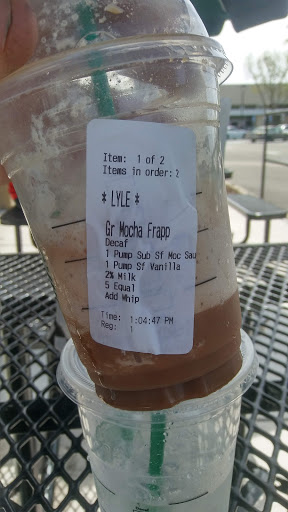 Item: 1 of 2
Items in order: 2
* LYLE *
Gr Mocha Frapp
Decaf
1 Pump Sub Sf Moc Sau
1 Pump Sf Vanilla
2% Milk
5 Equal
Add Whip
Time: 1:04:47 PM
Reg: 1